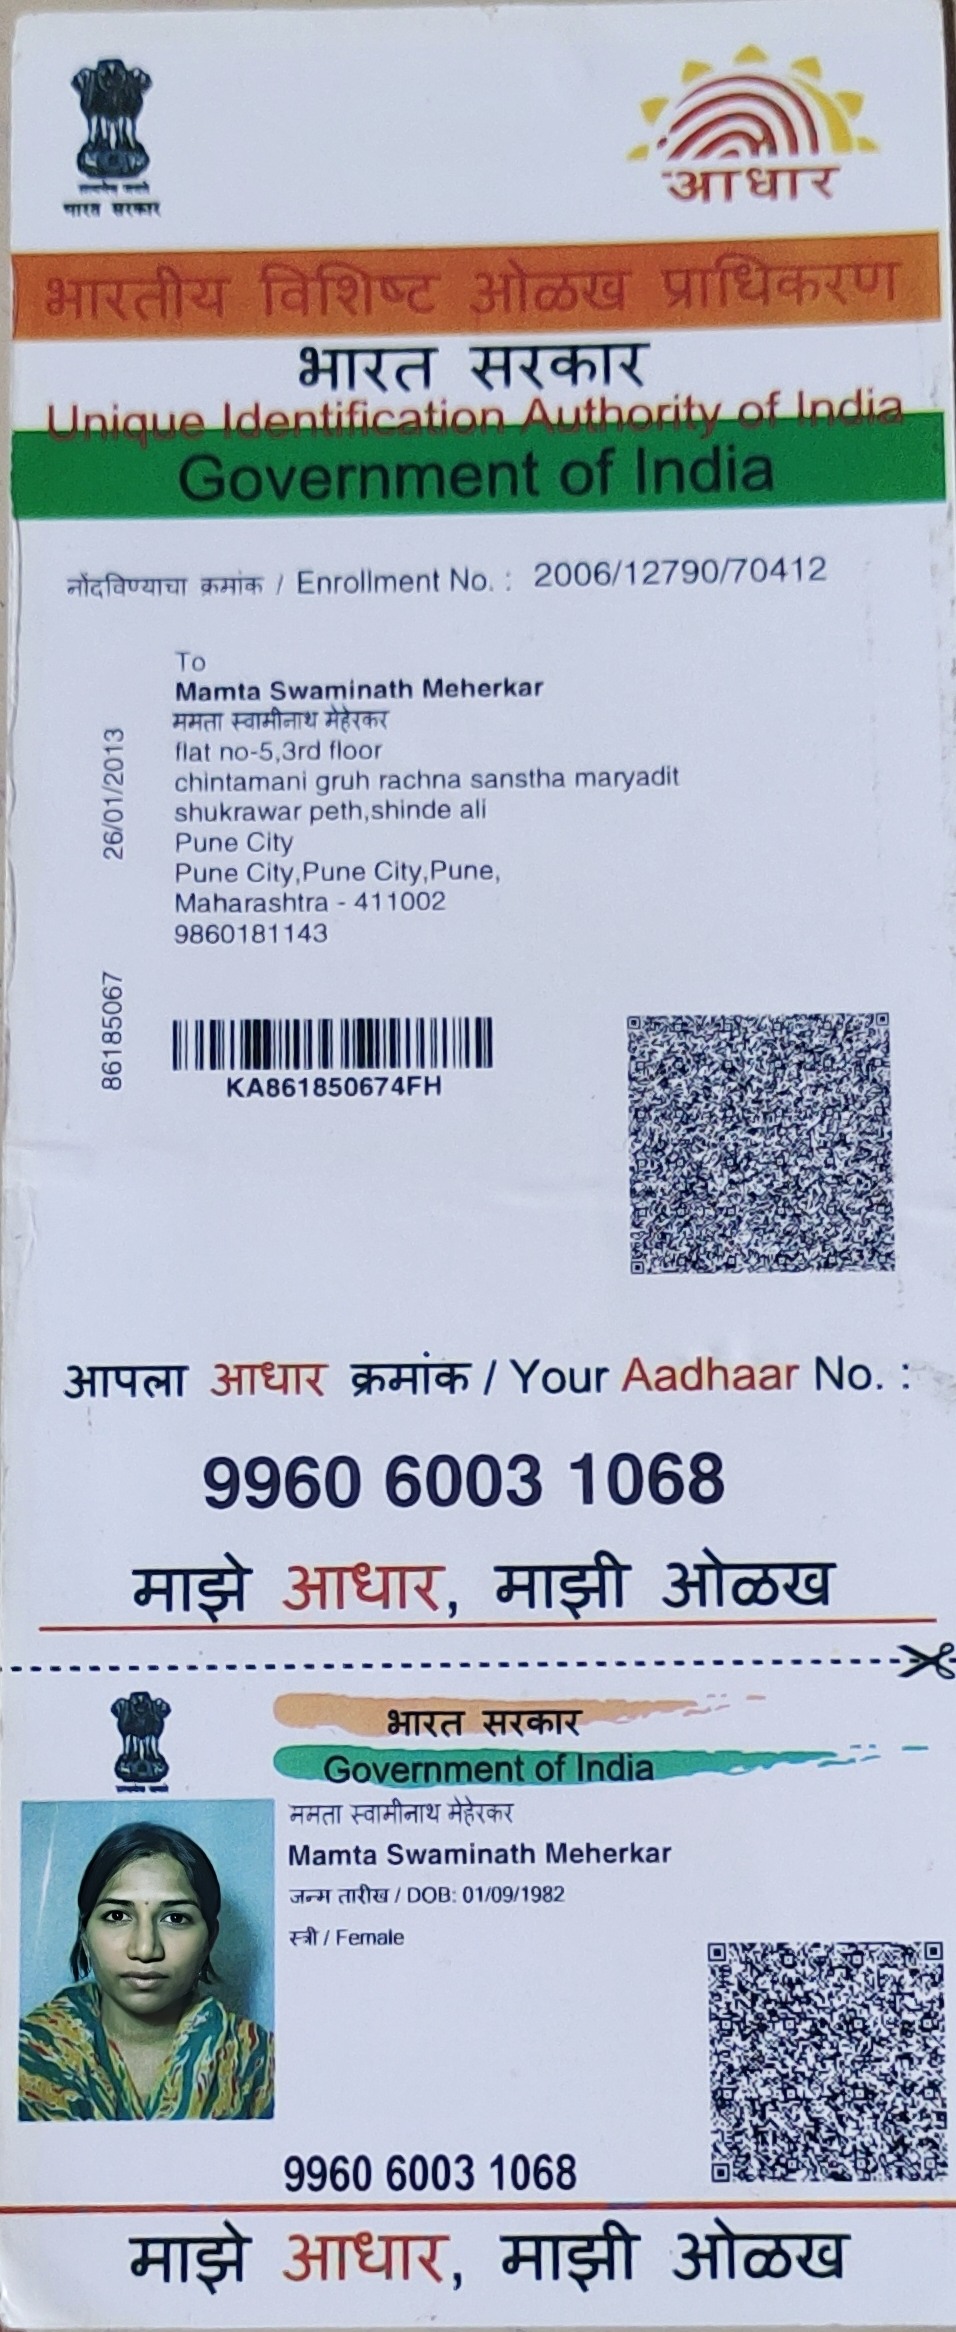 सत्यमेव जयते
भारत सरकार
आधार
भारतीय विशिष्ट ओळख प्राधिकरण
भारत सरकार
Unique Identification Authority of India
Government of India
नोंदविण्याचा क्रमांक / Enrollment No. : 2006/12790/70412
To
Mamta Swaminath Meherkar
ममता स्वामीनाथ मेहेरकर
flat no-5,3rd floor
chintamani gruh rachna sanstha maryadit
shukrawar peth,shinde ali
Pune City
Pune City,Pune City,Pune,
Maharashtra - 411002
9860181143
26/01/2013
86185067
KA861850674FH
आपला आधार क्रमांक / Your Aadhaar No. :
9960 6003 1068
माझे आधार, माझी ओळख
भारत सरकार
Government of India
ममता स्वामीनाथ मेहेरकर
Mamta Swaminath Meherkar
जन्म तारीख / DOB: 01/09/1982
स्त्री / Female
9960 6003 1068
माझे आधार, माझी ओळख